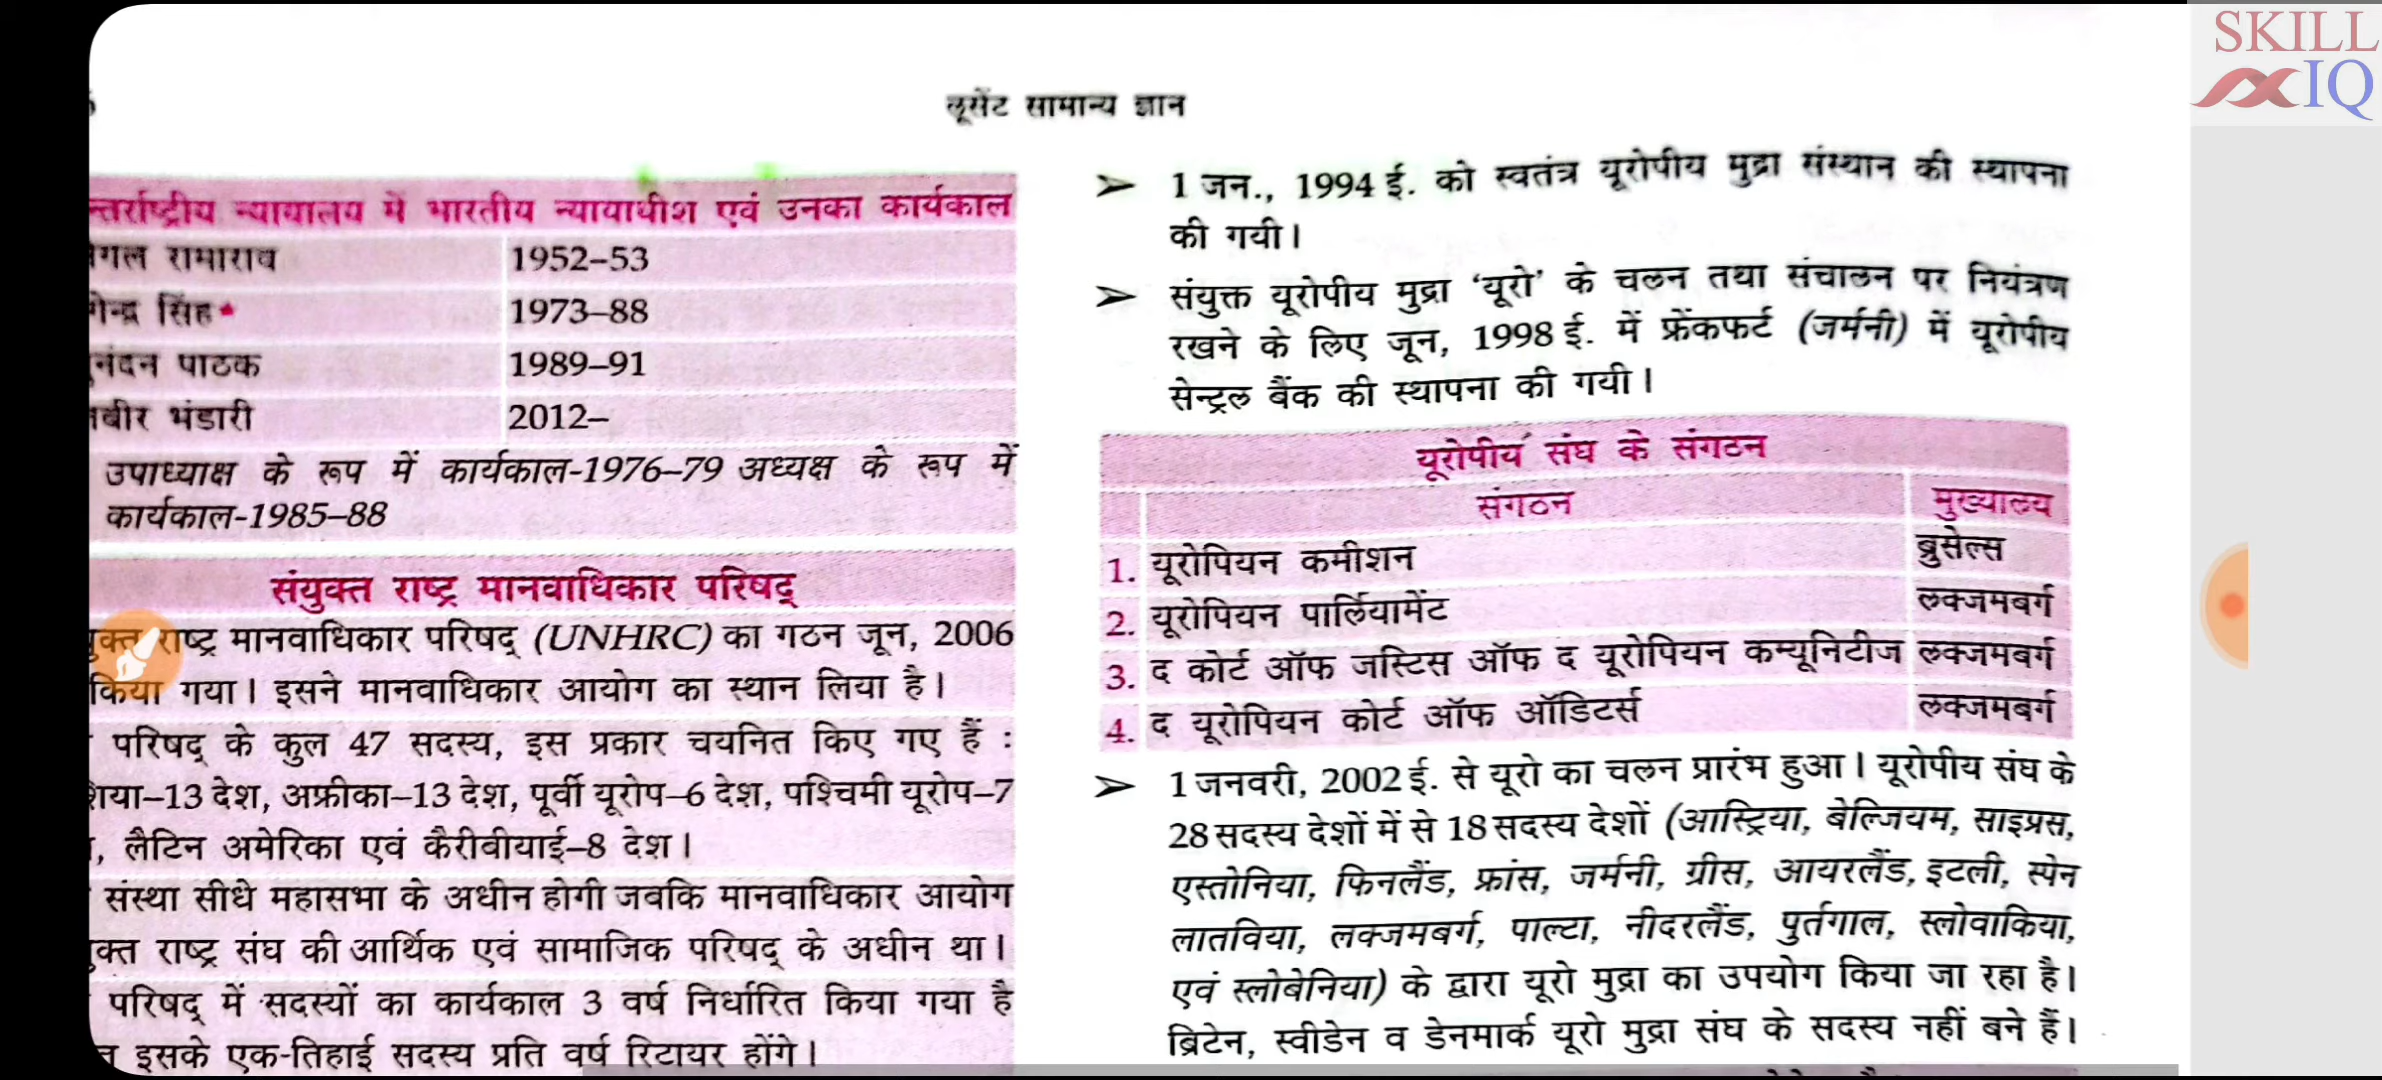 लूसेंट सामान्य ज्ञान
SKILL
IQ
न्तर्राष्ट्रीय न्यायालय में भारतीय न्यायाधीश एवं उनका कार्यकाल
गल रामाराव 1952–53
गेन्द्र सिंह★ 1973–88
नंदन पाठक 1989–91
बीर भंडारी 2012–
उपाध्याक्ष के रूप में कार्यकाल-1976–79 अध्यक्ष के रूप में
कार्यकाल-1985–88
संयुक्त राष्ट्र मानवाधिकार परिषद्
युक्त राष्ट्र मानवाधिकार परिषद् (UNHRC) का गठन जून, 2006
किया गया। इसने मानवाधिकार आयोग का स्थान लिया है।
परिषद् के कुल 47 सदस्य, इस प्रकार चयनित किए गए हैं :
शिया–13 देश, अफ्रीका–13 देश, पूर्वी यूरोप–6 देश, पश्चिमी यूरोप–7
, लैटिन अमेरिका एवं कैरीबीयाई–8 देश।
संस्था सीधे महासभा के अधीन होगी जबकि मानवाधिकार आयोग
युक्त राष्ट्र संघ की आर्थिक एवं सामाजिक परिषद् के अधीन था।
परिषद् में सदस्यों का कार्यकाल 3 वर्ष निर्धारित किया गया है
इसके एक-तिहाई सदस्य प्रति वर्ष रिटायर होंगे।
➢ 1 जन., 1994 ई. को स्वतंत्र यूरोपीय मुद्रा संस्थान की स्थापना
की गयी।
➢ संयुक्त यूरोपीय मुद्रा ‘यूरो’ के चलन तथा संचालन पर नियंत्रण
रखने के लिए जून, 1998 ई. में फ्रेंकफर्ट (जर्मनी) में यूरोपीय
सेन्ट्रल बैंक की स्थापना की गयी।
यूरोपीय संघ के संगठन
संगठन मुख्यालय
1. यूरोपियन कमीशन ब्रुसेल्स
2. यूरोपियन पार्लियामेंट लक्जमबर्ग
3. द कोर्ट ऑफ जस्टिस ऑफ द यूरोपियन कम्यूनिटीज लक्जमबर्ग
4. द यूरोपियन कोर्ट ऑफ ऑडिटर्स लक्जमबर्ग
➢ 1 जनवरी, 2002 ई. से यूरो का चलन प्रारंभ हुआ। यूरोपीय संघ के
28 सदस्य देशों में से 18 सदस्य देशों (आस्ट्रिया, बेल्जियम, साइप्रस,
एस्तोनिया, फिनलैंड, फ्रांस, जर्मनी, ग्रीस, आयरलैंड, इटली, स्पेन
लातविया, लक्जमबर्ग, पाल्टा, नीदरलैंड, पुर्तगाल, स्लोवाकिया,
एवं स्लोबेनिया) के द्वारा यूरो मुद्रा का उपयोग किया जा रहा है।
ब्रिटेन, स्वीडेन व डेनमार्क यूरो मुद्रा संघ के सदस्य नहीं बने हैं।